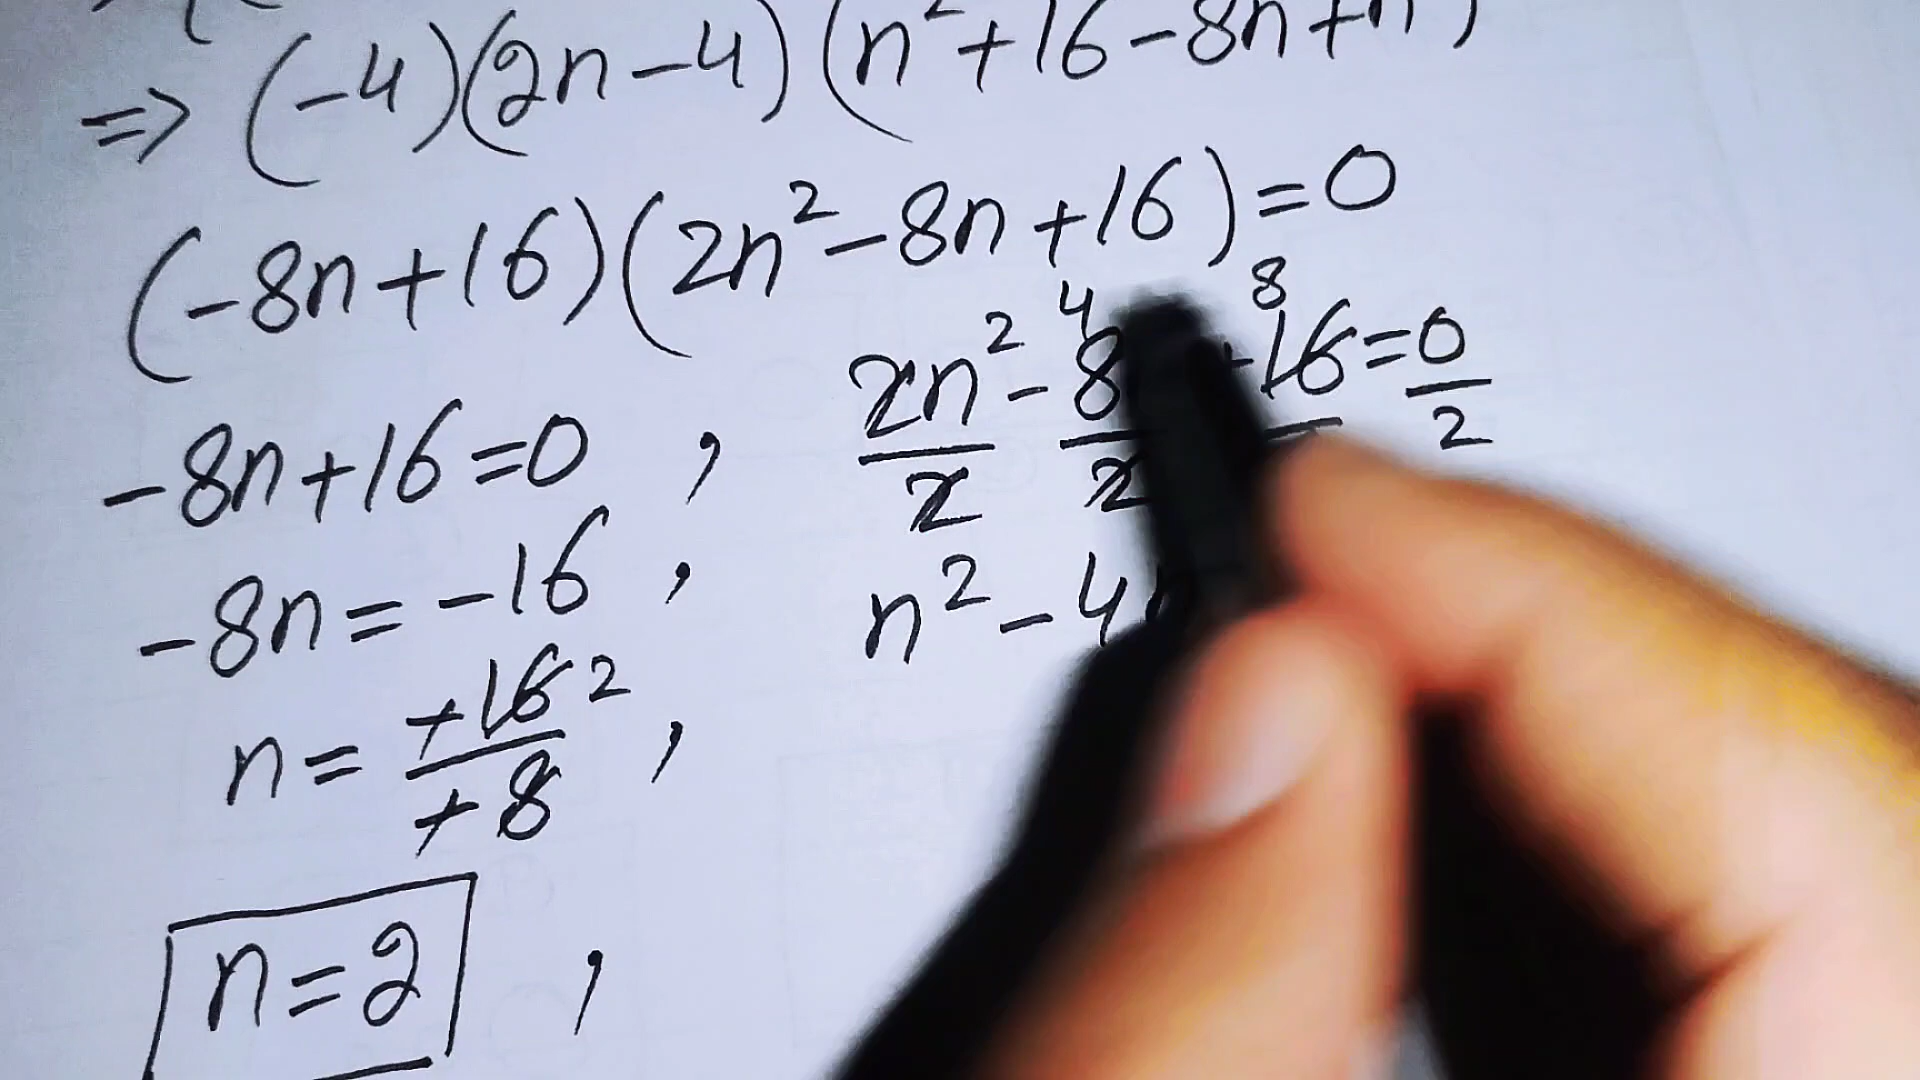 => (-4)(2n-4)(n²+16-8n+n²)
(-8n+16)(2n²-8n+16)=0
-8n+16=0 , 2n²/2 - 8/2 16=0/2
4 8
-8n=-16 , n²-4
n= +16/+8 2 ,
n=2 ,